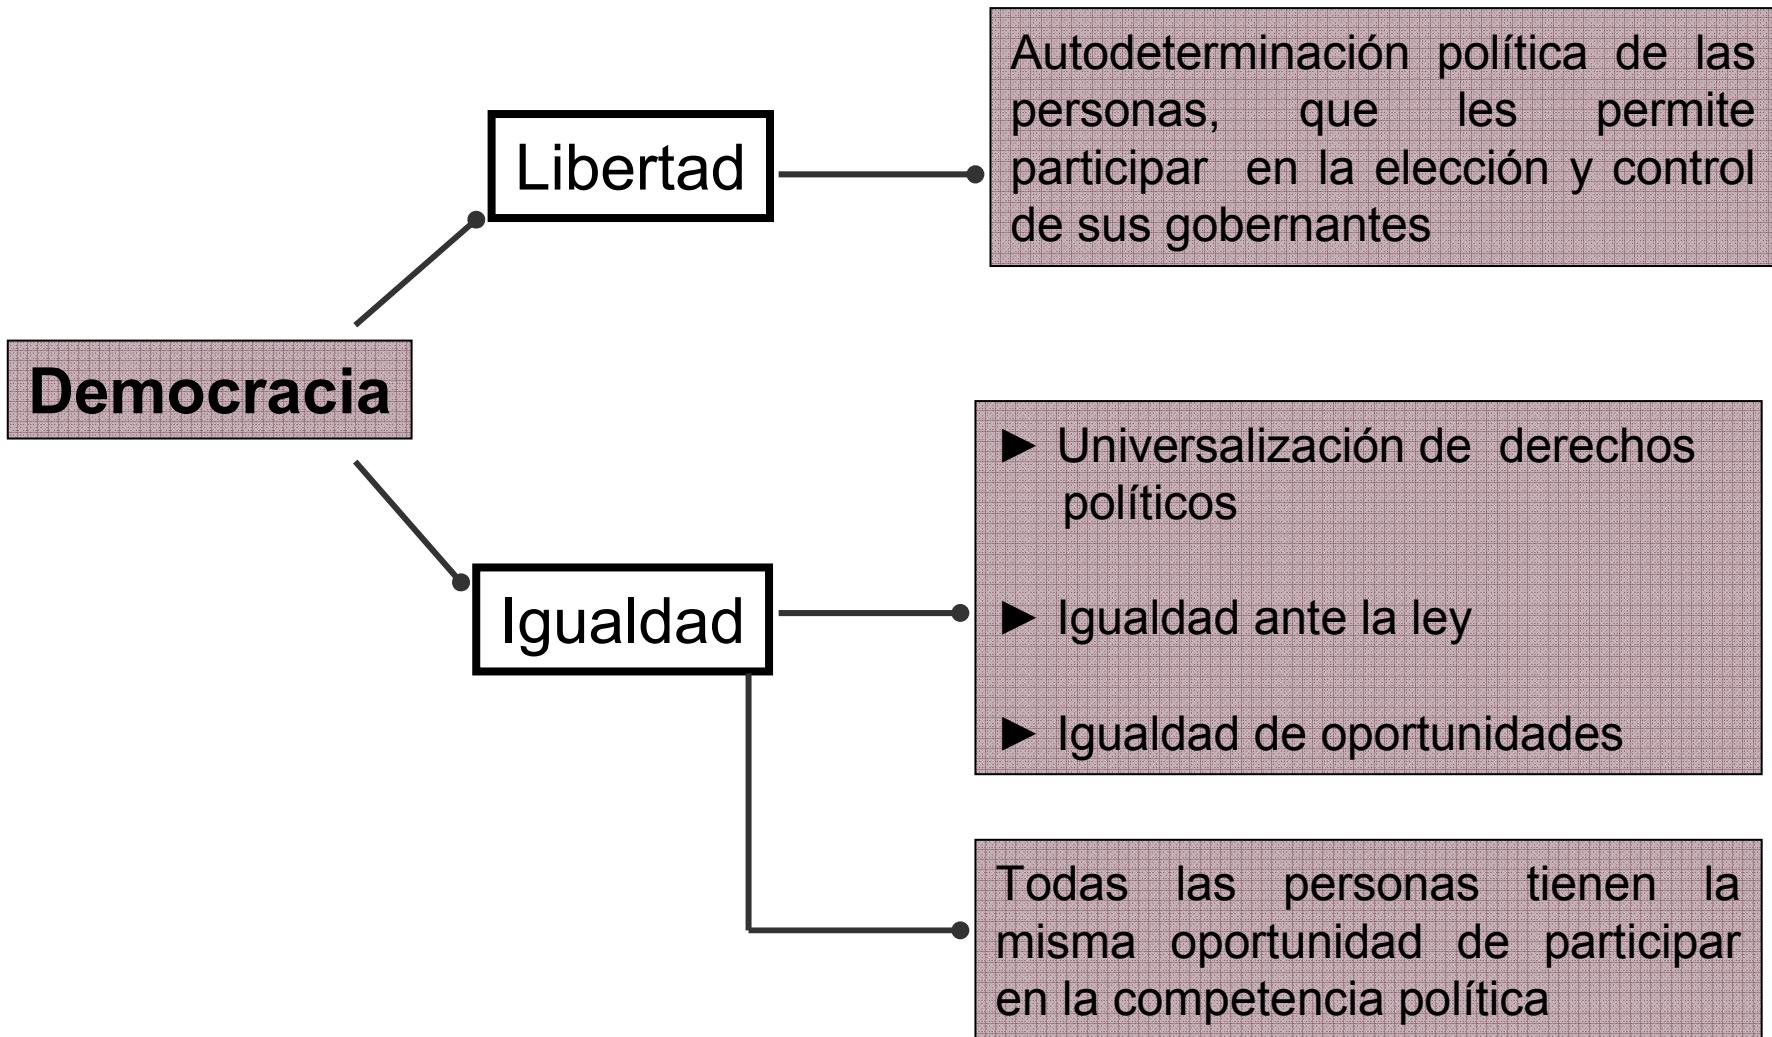 Autodeterminación política de las
personas, que les permite
participar en la elección y control
de sus gobernantes
Libertad
Democracia
► Universalización de derechos
políticos
► Igualdad ante la ley
► Igualdad de oportunidades
Igualdad
Todas las personas tienen la
misma oportunidad de participar
en la competencia política